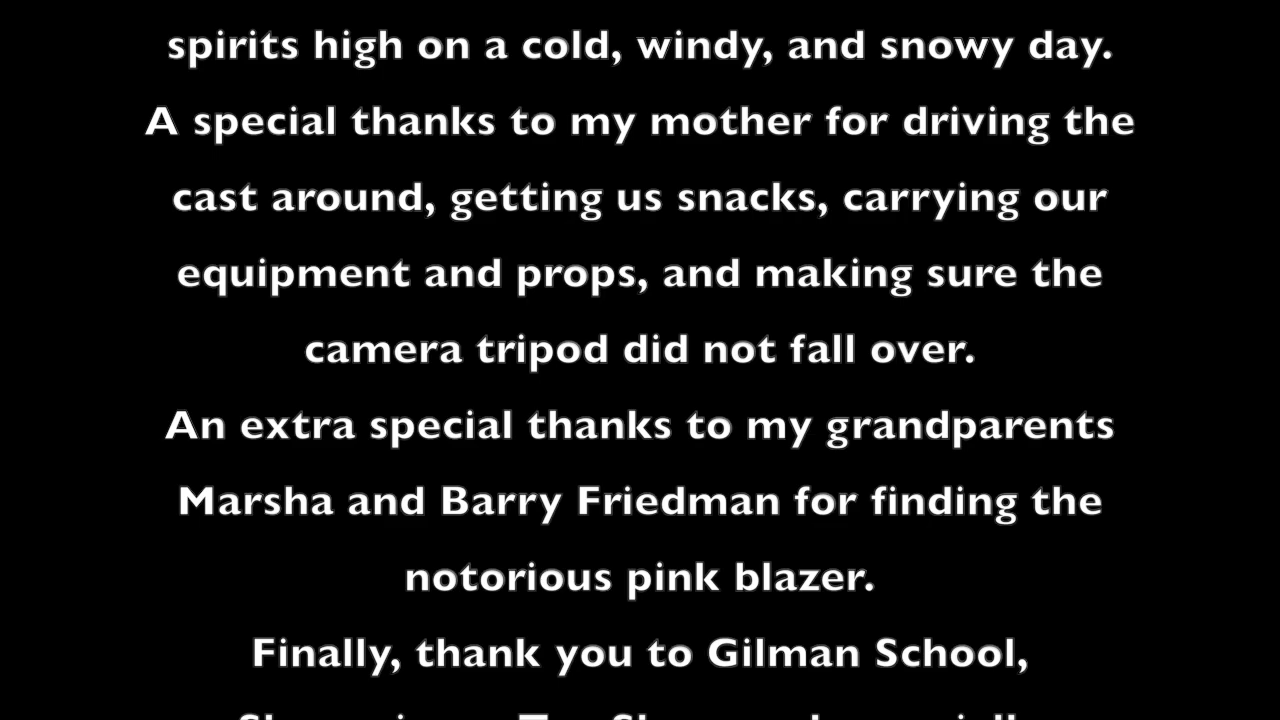 spirits high on a cold, windy, and snowy day.
A special thanks to my mother for driving the
cast around, getting us snacks, carrying our
equipment and props, and making sure the
camera tripod did not fall over.
An extra special thanks to my grandparents
Marsha and Barry Friedman for finding the
notorious pink blazer.
Finally, thank you to Gilman School,